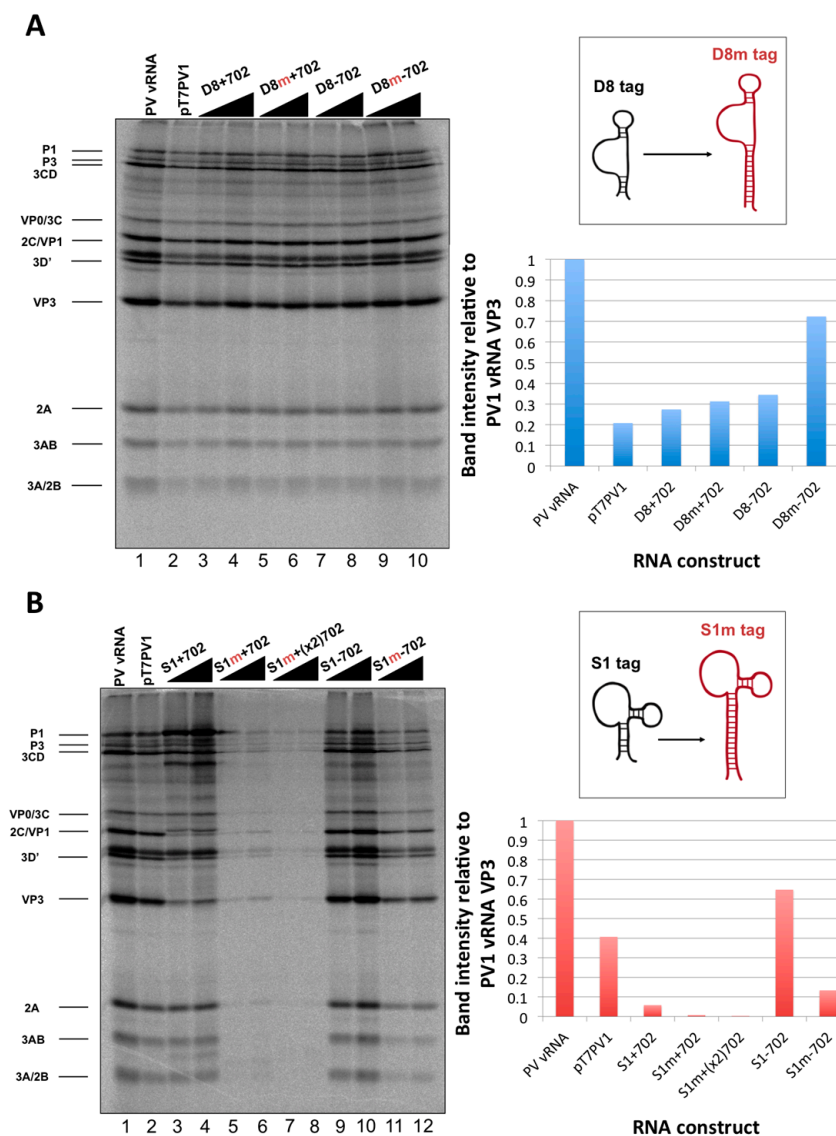 A
PV vRNA
pT7PV1
D8+702
D8m+702
D8-702
D8m-702
P1
P3
3CD
VP0/3C
2C/VP1
3D'
VP3
2A
3AB
3A/2B
1 2 3 4 5 6 7 8 9 10
D8 tag
D8m tag
Band intensity relative to
PV1 vRNA VP3
1
0.9
0.8
0.7
0.6
0.5
0.4
0.3
0.2
0.1
0
PV vRNA
pT7PV1
D8+702
D8m+702
D8-702
D8m-702
RNA construct
B
PV vRNA
pT7PV1
S1+702
S1m+702
S1m+(x2)702
S1-702
S1m-702
P1
P3
3CD
VP0/3C
2C/VP1
3D'
VP3
2A
3AB
3A/2B
1 2 3 4 5 6 7 8 9 10 11 12
S1 tag
S1m tag
Band intensity relative to
PV1 vRNA VP3
1
0.9
0.8
0.7
0.6
0.5
0.4
0.3
0.2
0.1
0
PV vRNA
pT7PV1
S1+702
S1m+702
S1m+(x2)702
S1-702
S1m-702
RNA construct